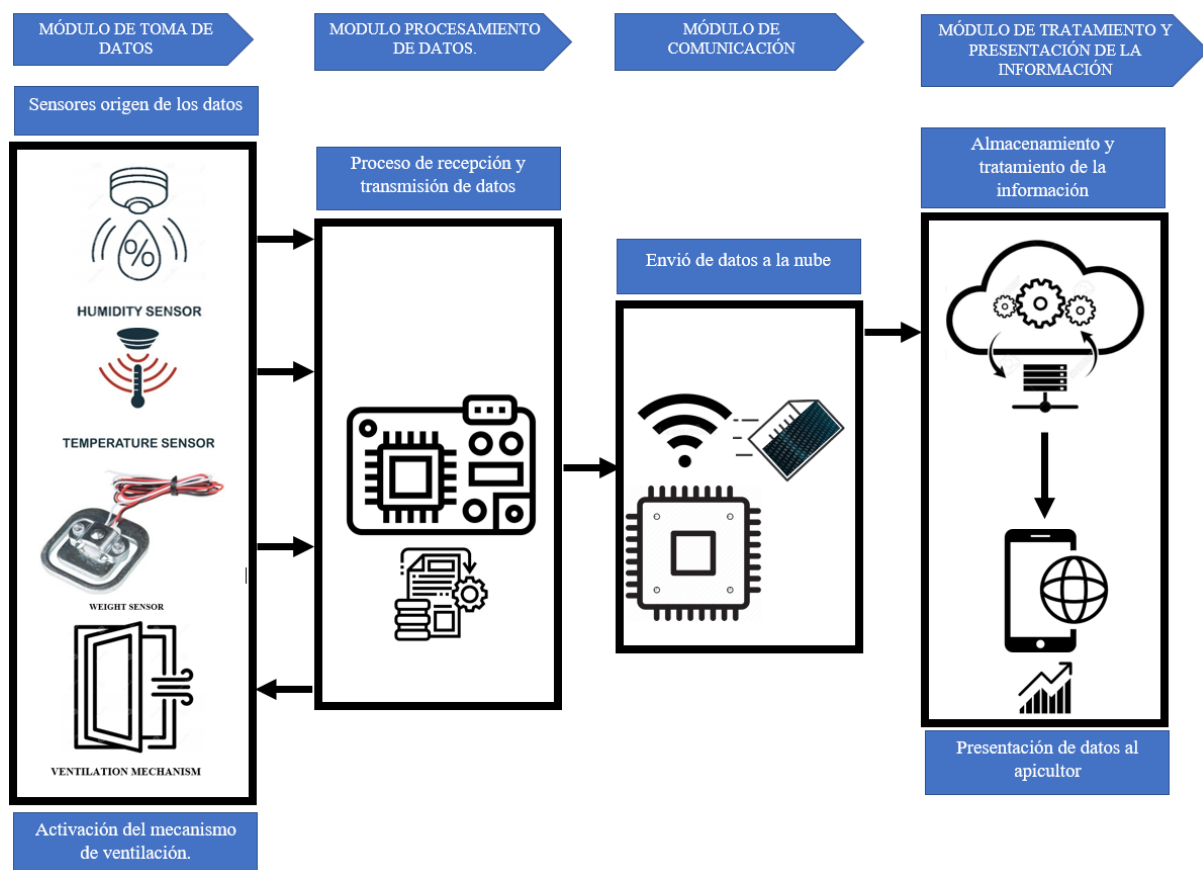 MÓDULO DE TOMA DE
DATOS
MODULO PROCESAMIENTO
DE DATOS.
MÓDULO DE
COMUNICACIÓN
MÓDULO DE TRATAMIENTO Y
PRESENTACIÓN DE LA
INFORMACIÓN
Sensores origen de los datos
%
HUMIDITY SENSOR
TEMPERATURE SENSOR
WEIGHT SENSOR
VENTILATION MECHANISM
Activación del mecanismo
de ventilación.
Proceso de recepción y
transmisión de datos
Envió de datos a la nube
Almacenamiento y
tratamiento de la
información
Presentación de datos al
apicultor